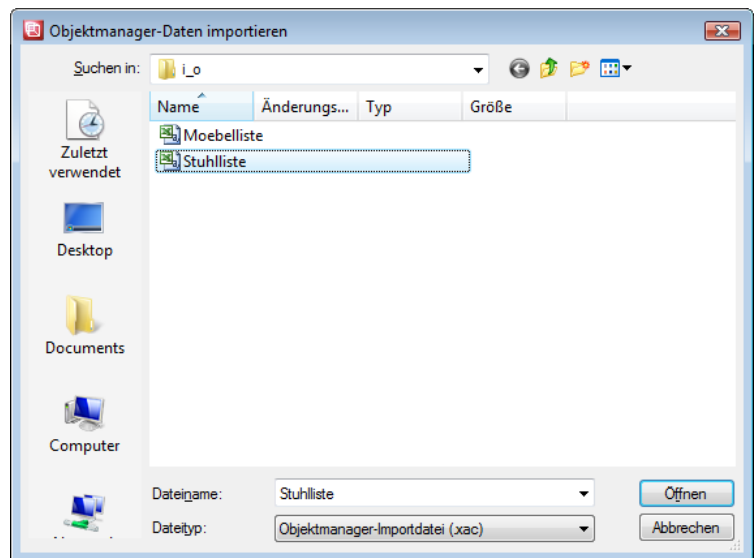 Objektmanager-Daten importieren
Suchen in:
i_o
Name Änderungs... Typ Größe
Moebelliste
Stuhlliste
Zuletzt
verwendet
Desktop
Documents
Computer
Dateiname: Stuhlliste Öffnen
Dateityp: Objektmanager-Importdatei (.xac) Abbrechen